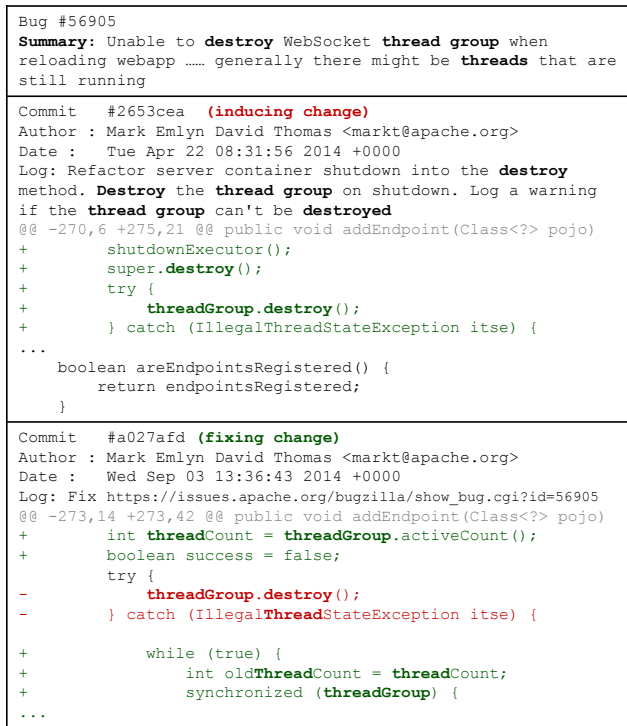 Bug #56905
Summary: Unable to destroy WebSocket thread group when
reloading webapp …… generally there might be threads that are
still running
Commit   #2653cea  (inducing change)
Author : Mark Emlyn David Thomas <markt@apache.org>
Date :   Tue Apr 22 08:31:56 2014 +0000
Log: Refactor server container shutdown into the destroy
method. Destroy the thread group on shutdown. Log a warning
if the thread group can't be destroyed
@@ -270,6 +275,21 @@ public void addEndpoint(Class<?> pojo)
+        shutdownExecutor();
+        super.destroy();
+        try {
+            threadGroup.destroy();
+        } catch (IllegalThreadStateException itse) {
...
    boolean areEndpointsRegistered() {
        return endpointsRegistered;
    }
Commit   #a027afd (fixing change)
Author : Mark Emlyn David Thomas <markt@apache.org>
Date :   Wed Sep 03 13:36:43 2014 +0000
Log: Fix https://issues.apache.org/bugzilla/show_bug.cgi?id=56905
@@ -273,14 +273,42 @@ public void addEndpoint(Class<?> pojo)
+        int threadCount = threadGroup.activeCount();
+        boolean success = false;
         try {
-            threadGroup.destroy();
-        } catch (IllegalThreadStateException itse) {
+            while (true) {
+                int oldThreadCount = threadCount;
+                synchronized (threadGroup) {
...